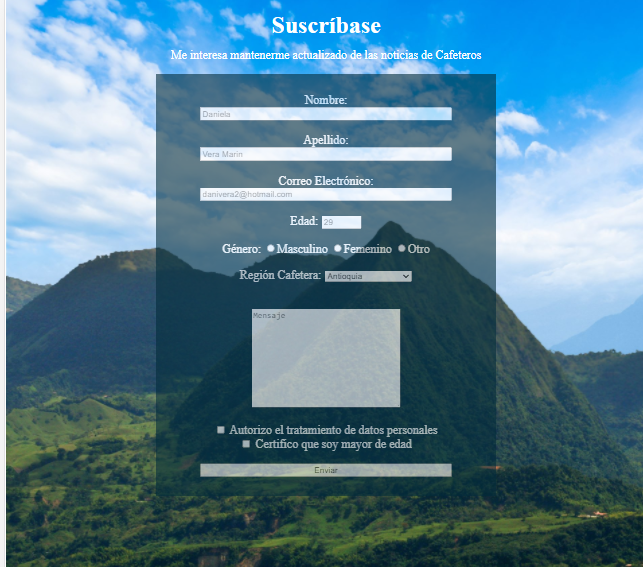 Suscríbase
Me interesa mantenerme actualizado de las noticias de Cafeteros
Nombre:
Daniela
Apellido:
Vera Marin
Correo Electrónico:
danivera2@hotmail.com
Edad: 29
Género: Masculino Femenino Otro
Región Cafetera: Antioquia
Mensaje
Autorizo el tratamiento de datos personales
Certifico que soy mayor de edad
Enviar